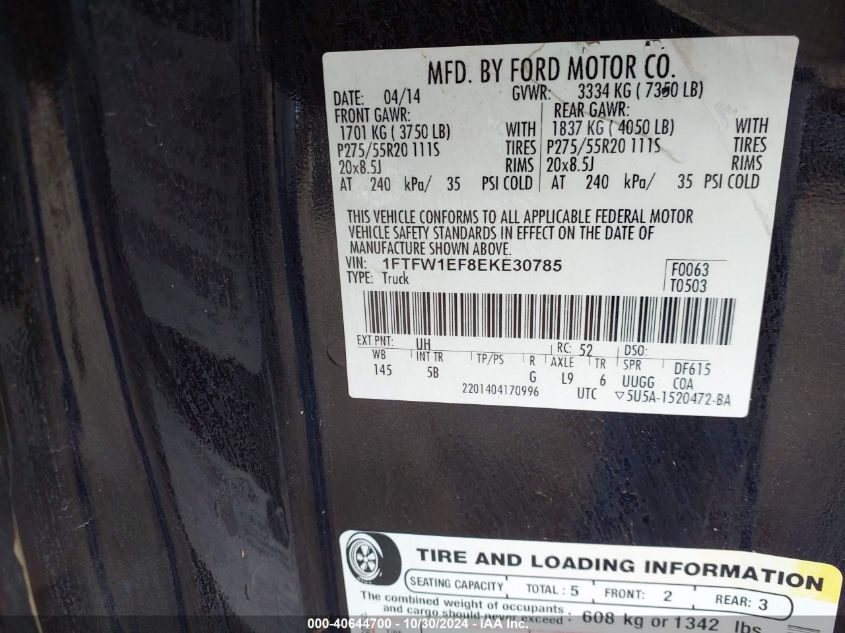 MFD. BY FORD MOTOR CO.
DATE: 04/14 GVWR: 3334 KG ( 7350 LB)
FRONT GAWR: REAR GAWR:
1701 KG ( 3750 LB) WITH 1837 KG ( 4050 LB) WITH
P275/55R20 111S TIRES P275/55R20 111S TIRES
20x8.5J RIMS 20x8.5J RIMS
AT 240 kPa/ 35 PSI COLD AT 240 kPa/ 35 PSI COLD
THIS VEHICLE CONFORMS TO ALL APPLICABLE FEDERAL MOTOR
VEHICLE SAFETY STANDARDS IN EFFECT ON THE DATE OF
MANUFACTURE SHOWN ABOVE.
VIN: 1FTFW1EF8EKE30785 F0063
TYPE: Truck T0503
EXT PNT: UH RC: 52 DSO:
WB INT TR TP/PS R AXLE TR SPR DF615
145 5B G L9 6 UUGG COA
2201404170996 UTC ▽5U5A-1520472-BA
TIRE AND LOADING INFORMATION
SEATING CAPACITY TOTAL : 5 FRONT: 2 REAR: 3
The combined weight of occupants
and cargo should never exceed : 608 kg or 1342 lbs
000-40644700 - 10/30/2024 - IAAI.COM